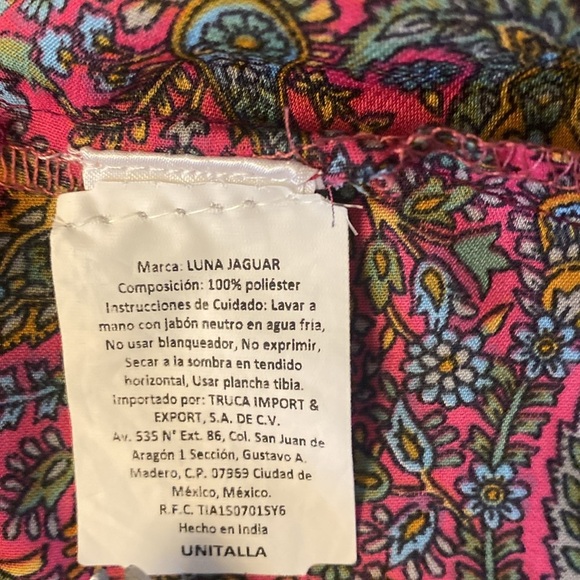 Marca: LUNA JAGUAR
Composición: 100% poliéster
Instrucciones de Cuidado: Lavar a
mano con jabón neutro en agua fria,
No usar blanqueador, No exprimir,
Secar a la sombra en tendido
horizontal, Usar plancha tibia.
Importado por: TRUCA IMPORT &
EXPORT, S.A. DE C.V.
Av. 535 N° Ext. 86, Col. San Juan de
Aragón 1 Sección, Gustavo A.
Madero, C.P. 07969 Ciudad de
México, México.
R.F.C. TIA150701SY6
Hecho en India
UNITALLA